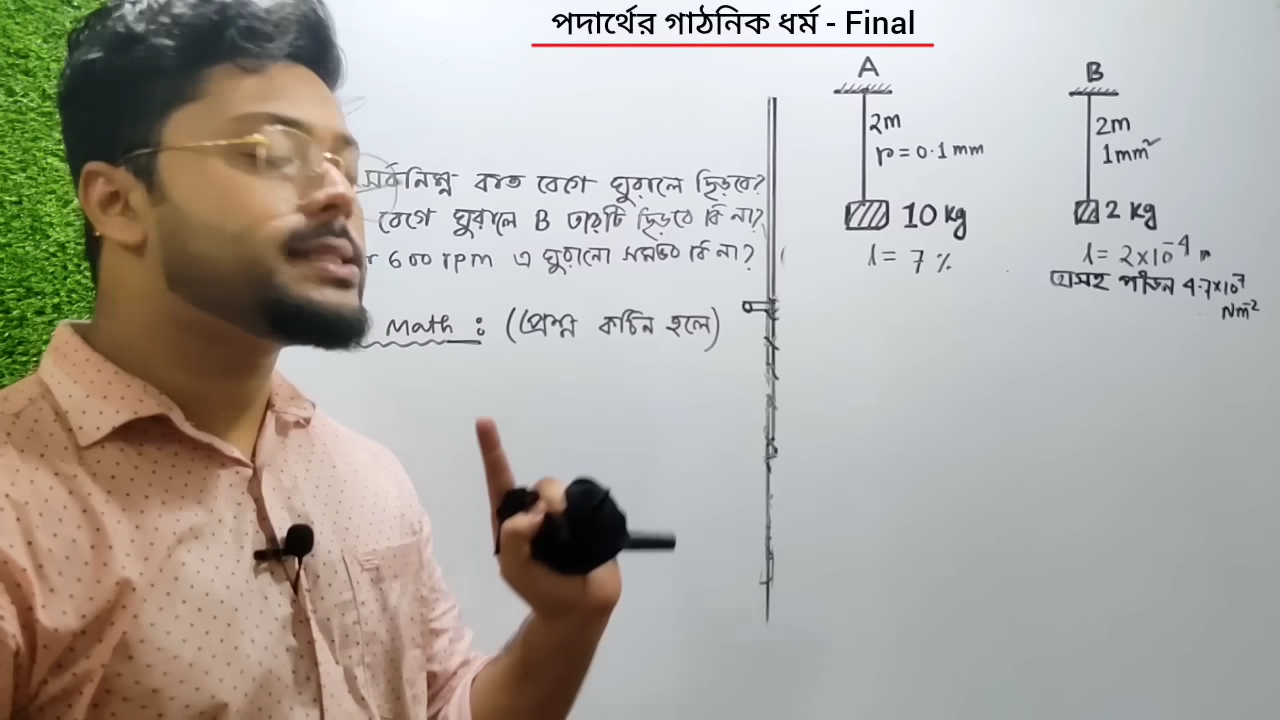 পদার্থের গাঠনিক ধর্ম - Final
সর্বনিম্ন কত বেগে ঘুরালে ছিড়বে?
বেগে ঘুরালে B তারটি ছিড়বে কি না?
600 rpm এ ঘুরানো সম্ভব কি না?
Math : (প্রশ্ন কঠিন হলে)
A
2m
r = 0.1 mm
10 kg
l = 7 %
B
2m
1mm²
2 kg
l = 2×10⁻⁴ m
অসহ পীড়ন 4.7×10⁷
Nm⁻²